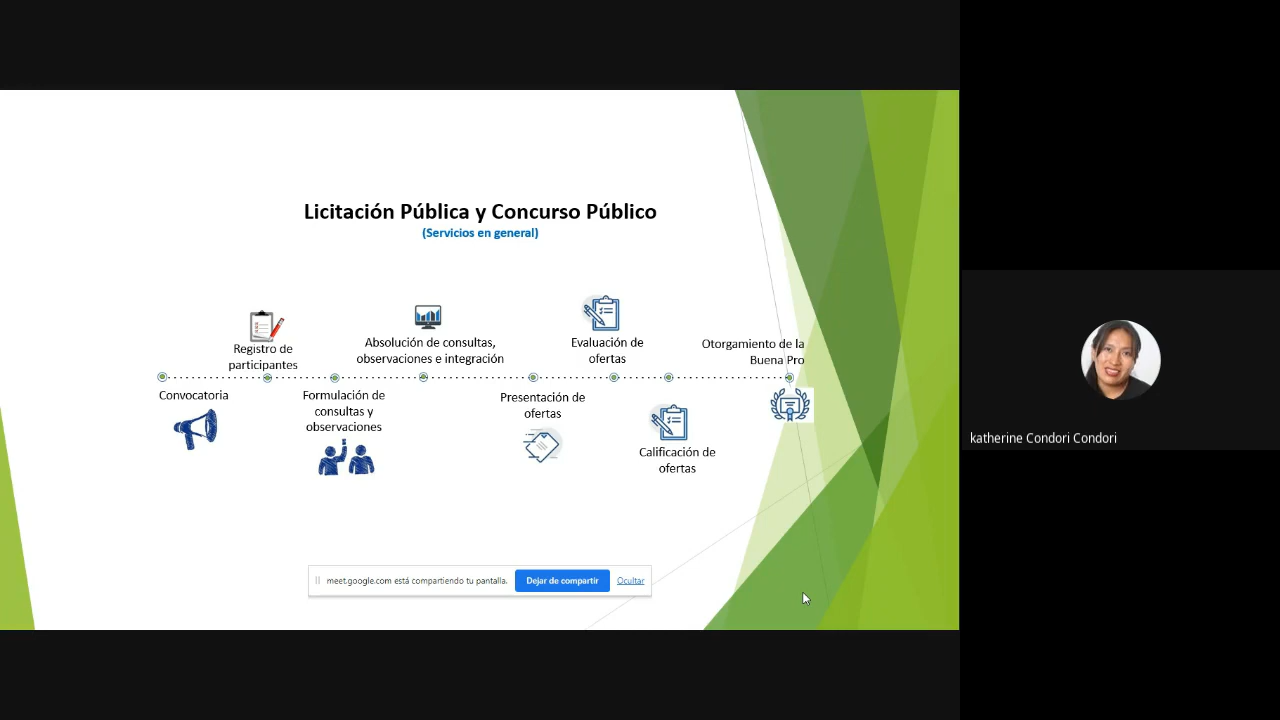 Licitación Pública y Concurso Público
(Servicios en general)
Registro de
participantes
Absolución de consultas,
observaciones e integración
Evaluación de
ofertas
Otorgamiento de la
Buena Pro
Convocatoria
Formulación de
consultas y
observaciones
Presentación de
ofertas
Calificación de
ofertas
meet.google.com está compartiendo tu pantalla.
Dejar de compartir
Ocultar
katherine Condori Condori